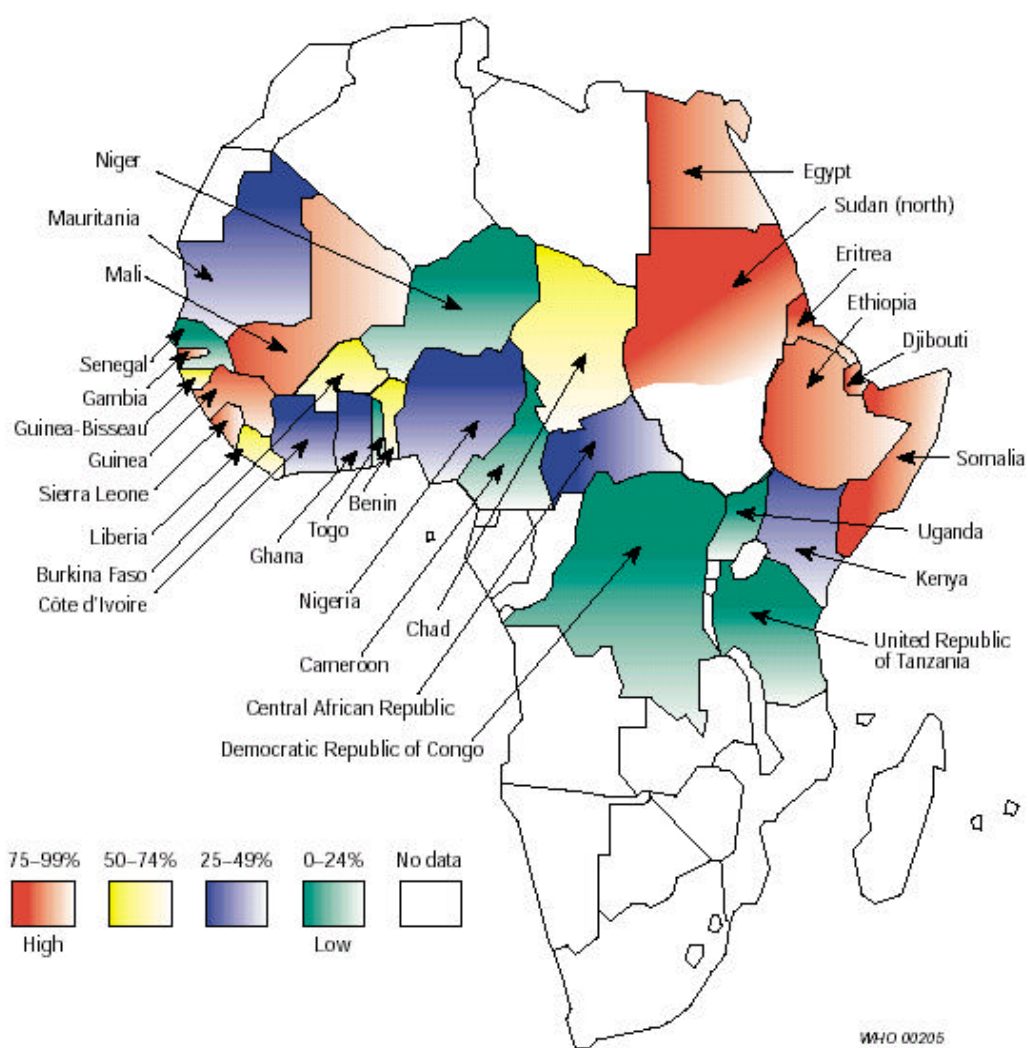 Niger
Mauritania
Mali
Senegal
Gambia
Guinea-Bisseau
Guinea
Sierra Leone
Liberia
Burkina Faso
Côte d'Ivoire
Ghana
Togo
Benin
Nigeria
Cameroon
Chad
Central African Republic
Democratic Republic of Congo
Egypt
Sudan (north)
Eritrea
Ethiopia
Djibouti
Somalia
Uganda
Kenya
United Republic
of Tanzania
75–99% 50–74% 25–49% 0–24% No data
High Low
WHO 00205